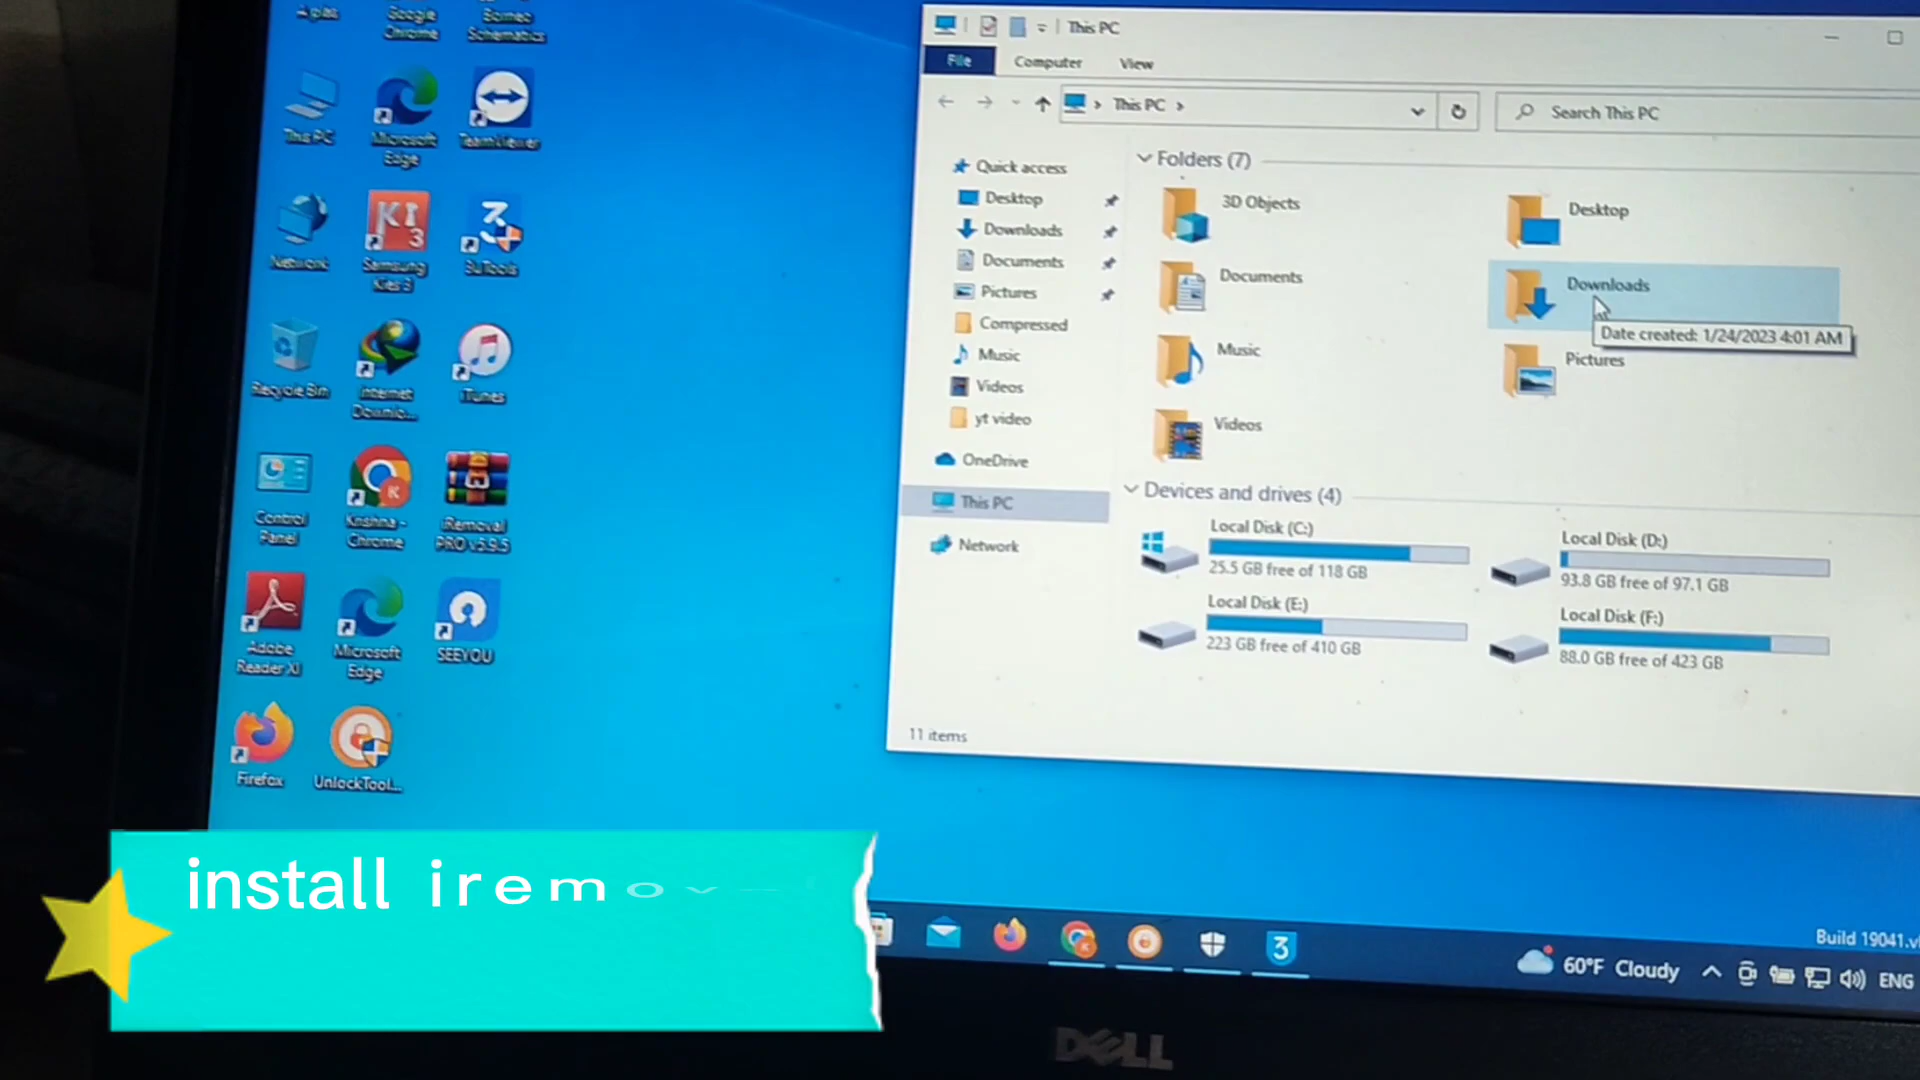 Google
Chrome
Borneo
Schematics
This PC
Microsoft
Edge
TeamViewer
Network
Samsung
Kies 3
3uTools
Recycle Bin
Internet
Downlo...
iTunes
Control
Panel
Krishna -
Chrome
iRemoval
PRO v5.9.5
Adobe
Reader XI
Microsoft
Edge
SEEYOU
Firefox
UnlockTool...
This PC
File
Computer
View
This PC
Search This PC
Quick access
Desktop
Downloads
Documents
Pictures
Compressed
Music
Videos
yt video
OneDrive
This PC
Network
Folders (7)
3D Objects
Desktop
Documents
Downloads
Date created: 1/24/2023 4:01 AM
Music
Pictures
Videos
Devices and drives (4)
Local Disk (C:)
25.5 GB free of 118 GB
Local Disk (D:)
93.8 GB free of 97.1 GB
Local Disk (E:)
223 GB free of 410 GB
Local Disk (F:)
88.0 GB free of 423 GB
11 items
install iremov
Build 19041.v
60°F Cloudy
ENG
DELL